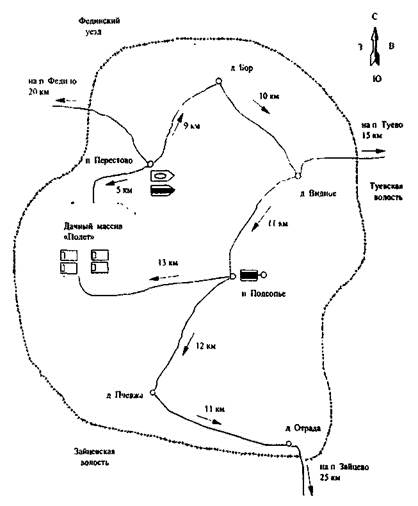 Фединский
уезд
С
З В
Ю
д Бор
на п Федино
20 км
10 км
9 км
на п Туево
15 км
п Перестово
5 км
д Видное
Туевская
волость
Дачный массив
«Полет»
11 км
13 км
п Подсопье
12 км
д Пчевжа
11 км
д Отрада
Зайцевская
волость
на п Зайцево
25 км